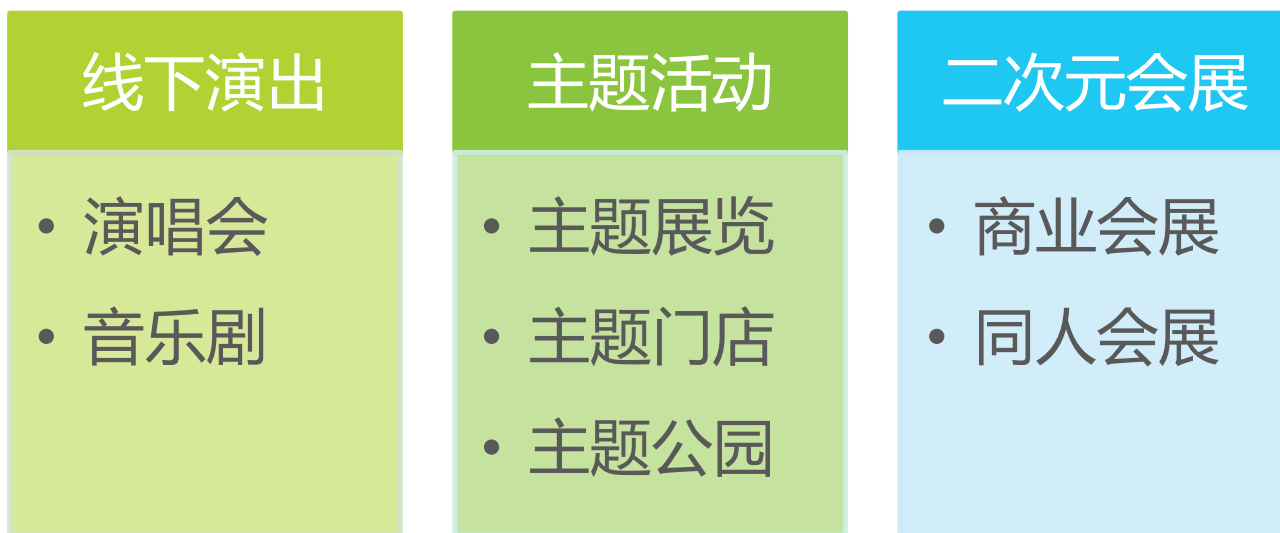 线下演出
• 演唱会
• 音乐剧
主题活动
• 主题展览
• 主题门店
• 主题公园
二次元会展
• 商业会展
• 同人会展